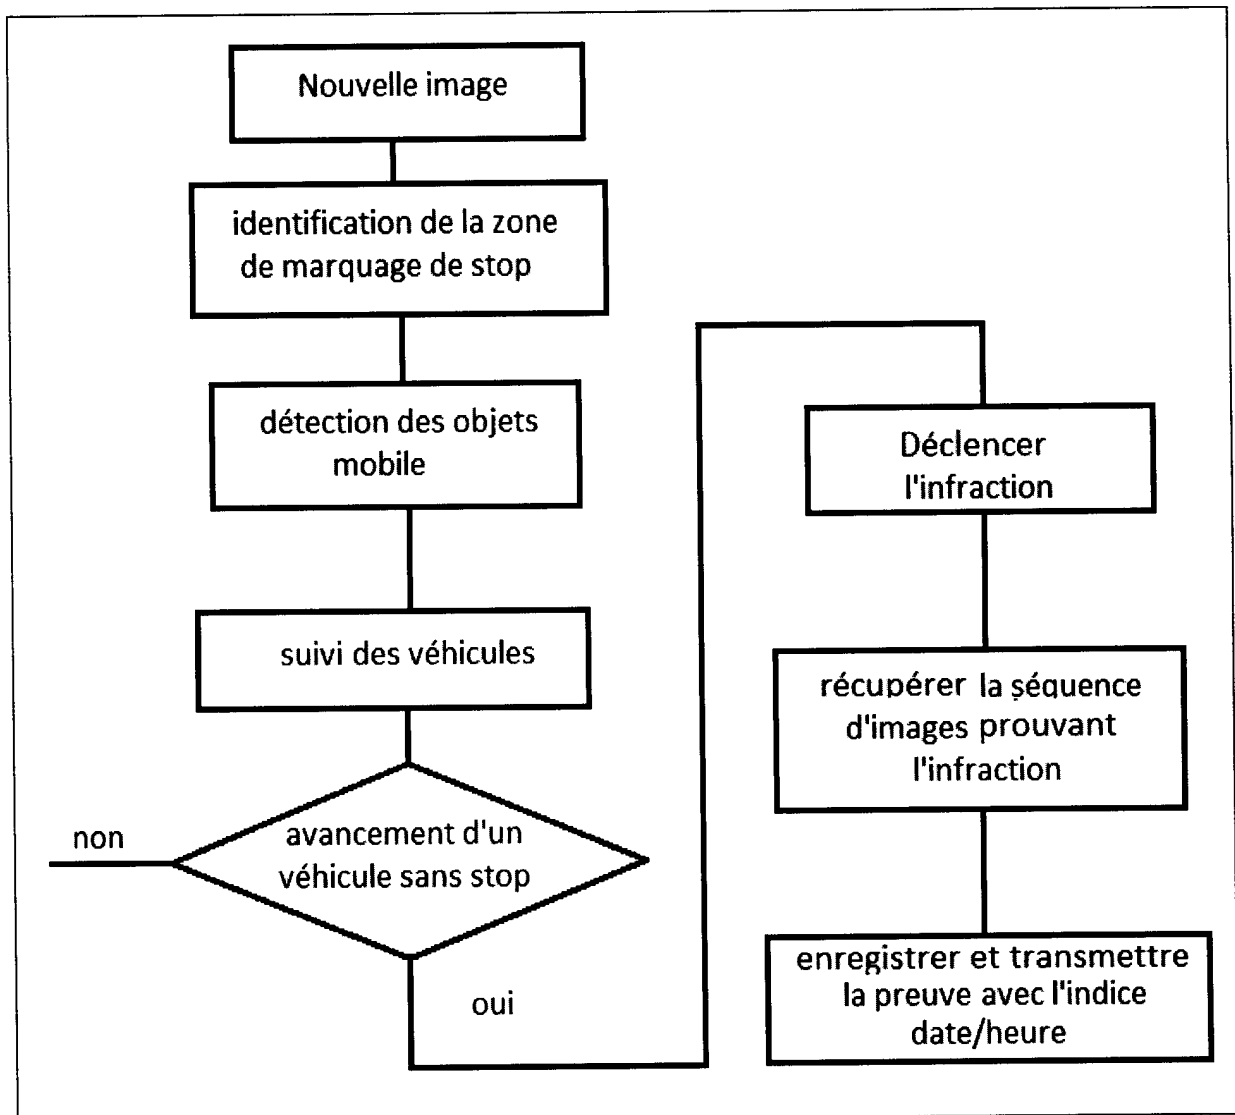 Nouvelle image
identification de la zone
de marquage de stop
détection des objets
mobile
suivi des véhicules
avancement d'un
véhicule sans stop
non
oui
Déclencer
l'infraction
récupérer la séquence
d'images prouvant
l'infraction
enregistrer et transmettre
la preuve avec l'indice
date/heure